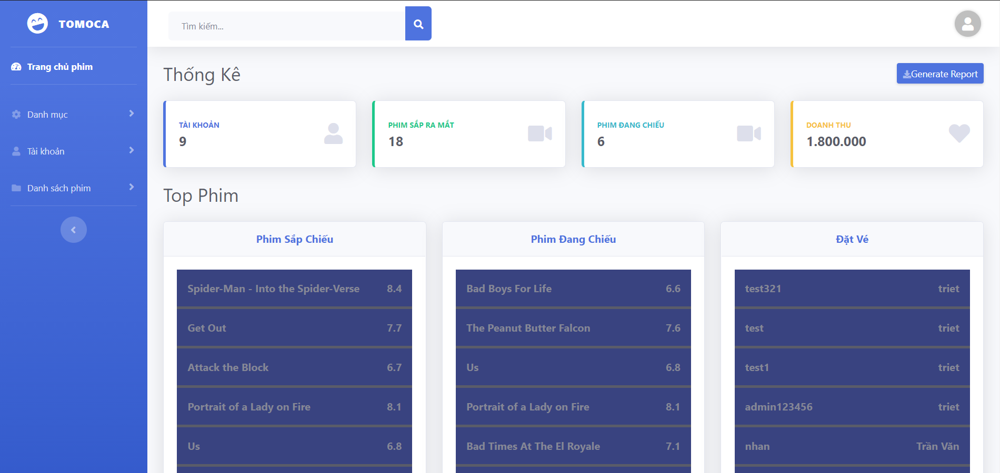 TOMOCA
Tìm kiếm...
Trang chủ phim
Danh mục
Tài khoản
Danh sách phim
Thống Kê
Generate Report
TÀI KHOẢN
9
PHIM SẮP RA MẮT
18
PHIM ĐANG CHIẾU
6
DOANH THU
1.800.000
Top Phim
Phim Sắp Chiếu
Spider-Man - Into the Spider-Verse 8.4
Get Out 7.7
Attack the Block 6.7
Portrait of a Lady on Fire 8.1
Us 6.8
Phim Đang Chiếu
Bad Boys For Life 6.6
The Peanut Butter Falcon 7.6
Us 6.8
Portrait of a Lady on Fire 8.1
Bad Times At The El Royale 7.1
Đặt Vé
test321 triet
test triet
test1 triet
admin123456 triet
nhan Trần Văn